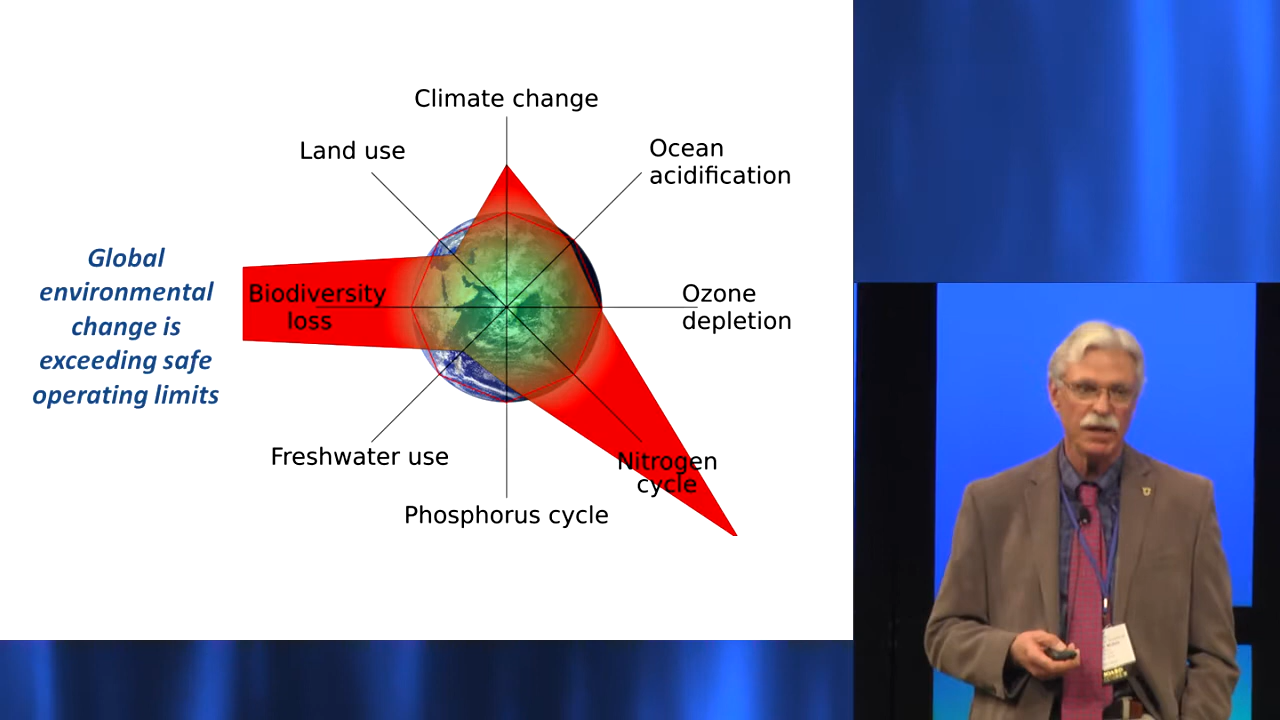 Climate change
Land use
Ocean
acidification
Global
environmental
change is
exceeding safe
operating limits
Biodiversity
loss
Ozone
depletion
Freshwater use
Nitrogen
cycle
Phosphorus cycle